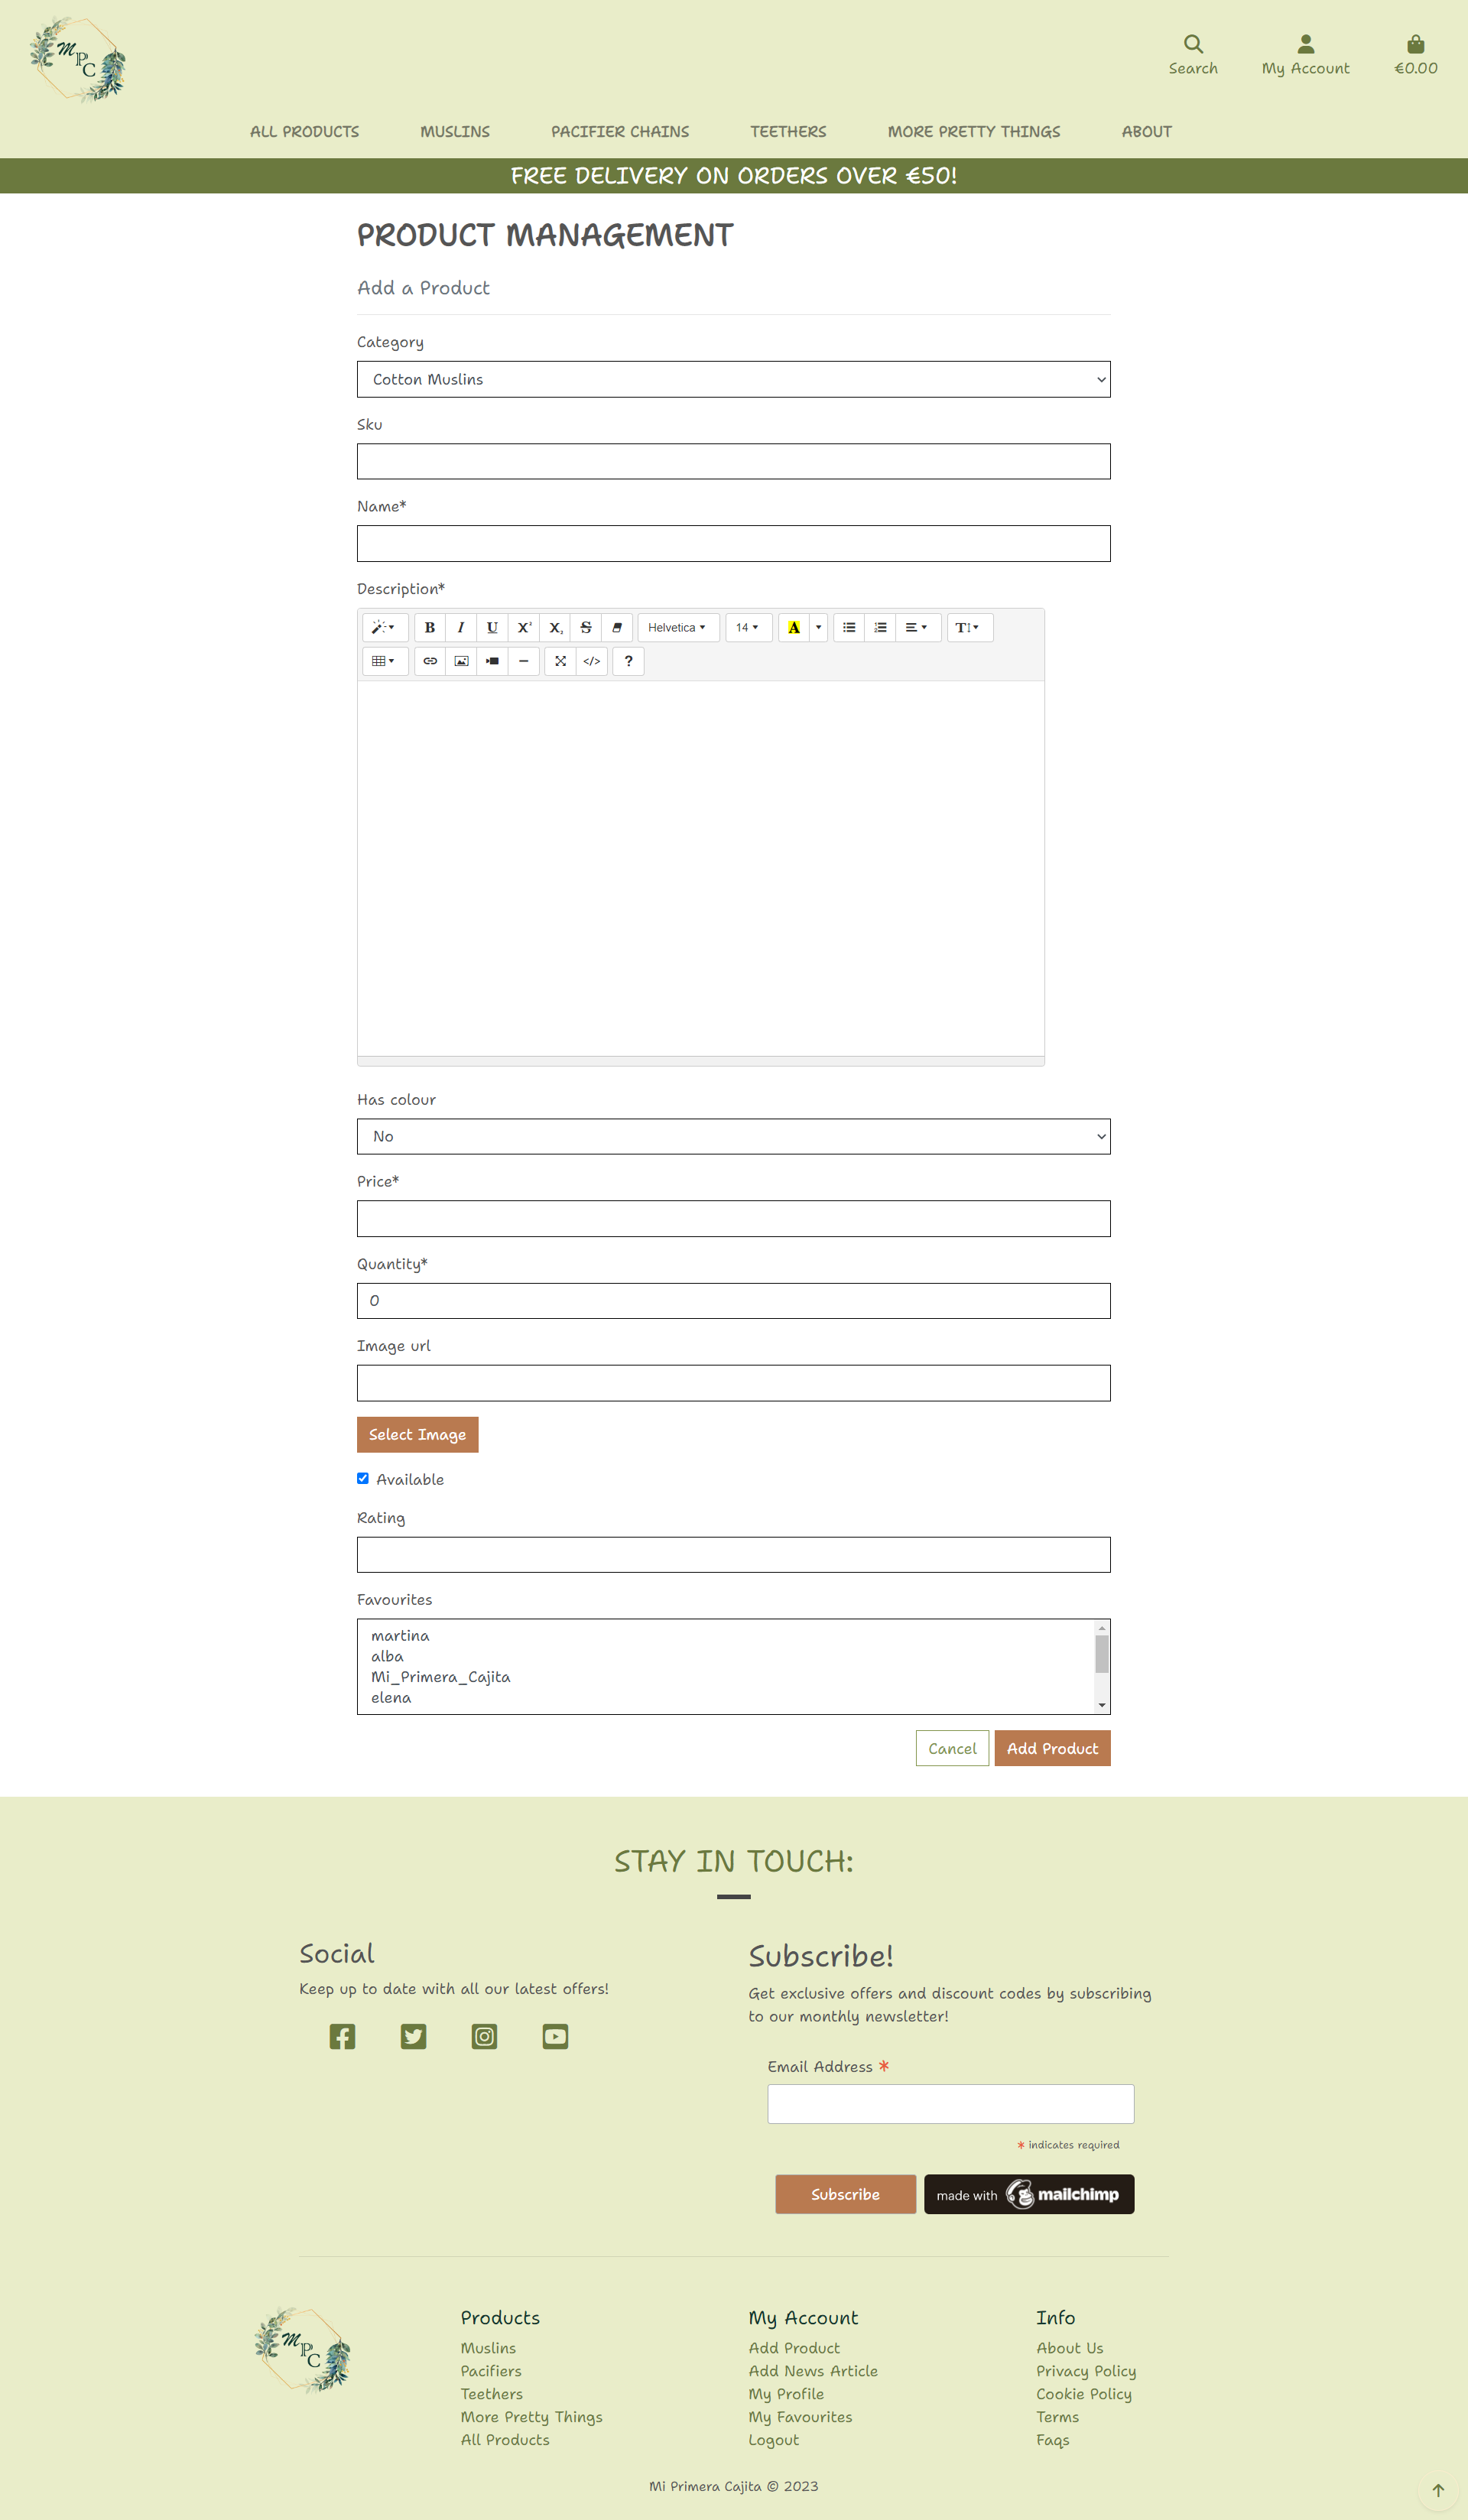 M
P
C
Search
My Account
€0.00
ALL PRODUCTS
MUSLINS
PACIFIER CHAINS
TEETHERS
MORE PRETTY THINGS
ABOUT
FREE DELIVERY ON ORDERS OVER €50!
PRODUCT MANAGEMENT
Add a Product
Category
Cotton Muslins
Sku
Name*
Description*
B I U X² X₂ S Helvetica 14 A T
</> ?
Has colour
No
Price*
Quantity*
0
Image url
Select Image
Available
Rating
Favourites
martina
alba
Mi_Primera_Cajita
elena
Cancel
Add Product
STAY IN TOUCH:
Social
Keep up to date with all our latest offers!
Subscribe!
Get exclusive offers and discount codes by subscribing
to our monthly newsletter!
Email Address *
* indicates required
Subscribe
made with mailchimp
M
P
C
Products
Muslins
Pacifiers
Teethers
More Pretty Things
All Products
My Account
Add Product
Add News Article
My Profile
My Favourites
Logout
Info
About Us
Privacy Policy
Cookie Policy
Terms
Faqs
Mi Primera Cajita © 2023